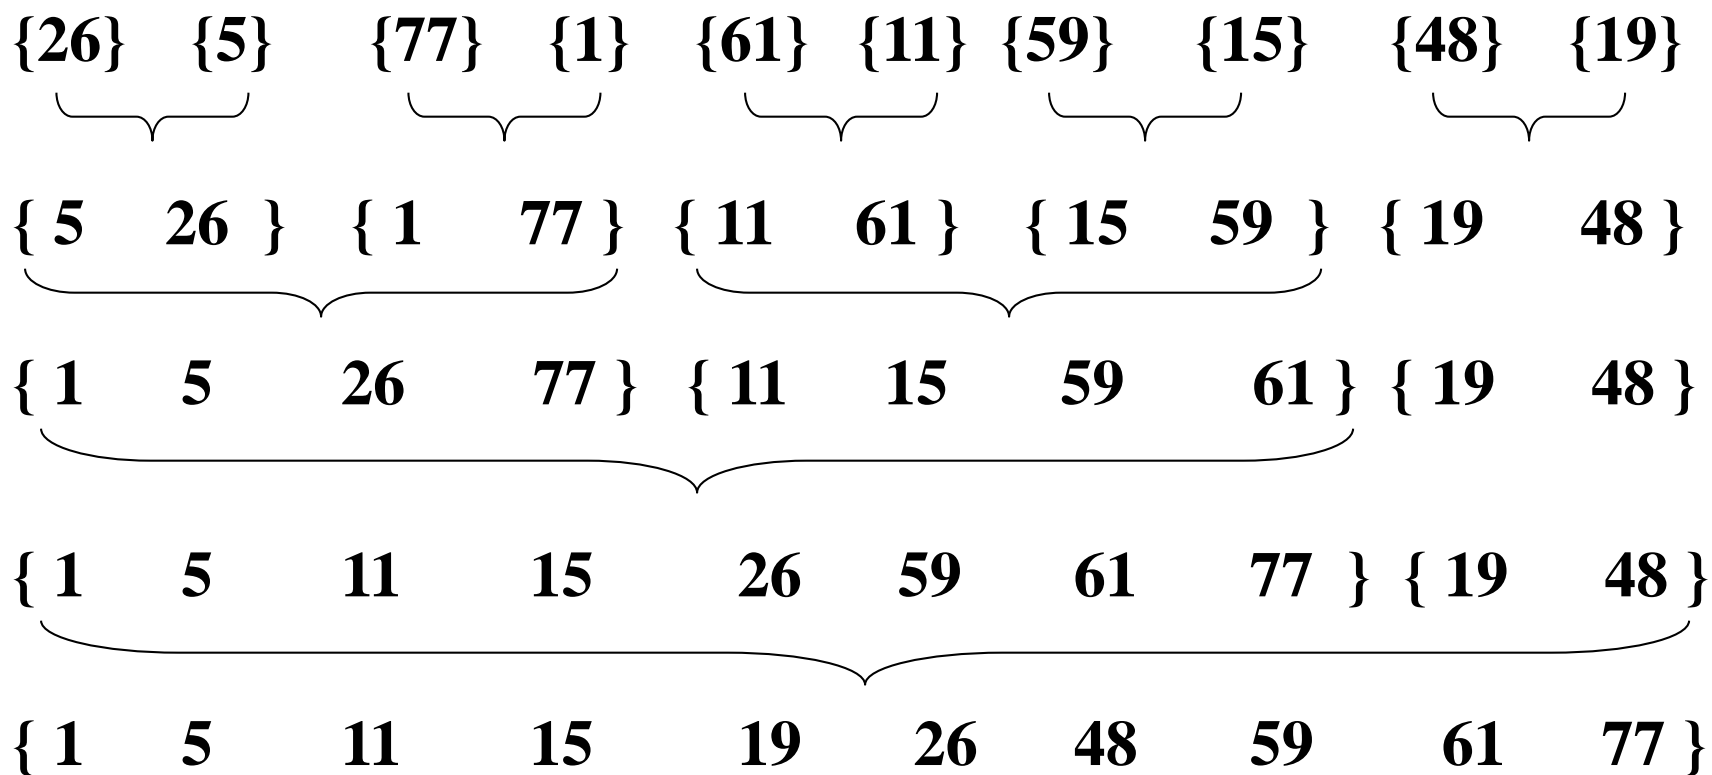 {26} {5} {77} {1} {61} {11} {59} {15} {48} {19}
{ 5 26 } { 1 77 } { 11 61 } { 15 59 } { 19 48 }
{ 1 5 26 77 } { 11 15 59 61 } { 19 48 }
{ 1 5 11 15 26 59 61 77 } { 19 48 }
{ 1 5 11 15 19 26 48 59 61 77 }